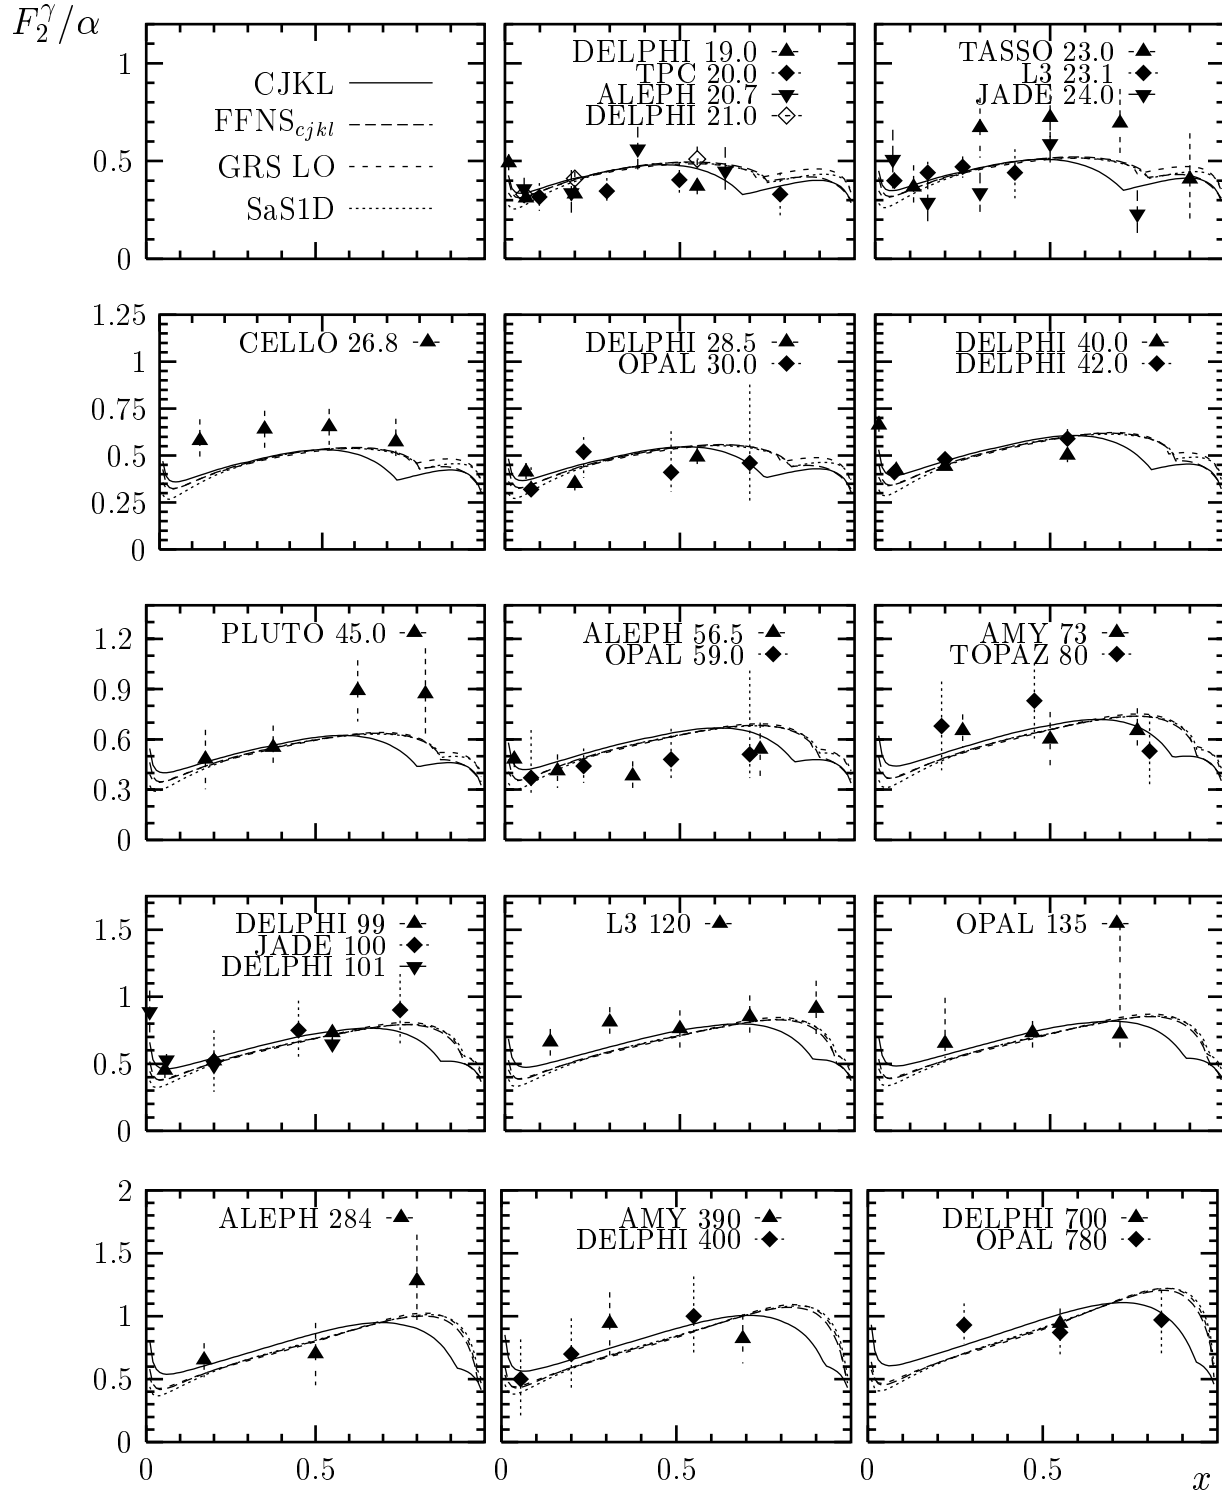 F₂^γ/α
1
0.5
0
CJKL
FFNS_cjkl
GRS LO
SaS1D
DELPHI 19.0
TPC 20.0
ALEPH 20.7
DELPHI 21.0
TASSO 23.0
L3 23.1
JADE 24.0
1.25
1
0.75
0.5
0.25
0
CELLO 26.8
DELPHI 28.5
OPAL 30.0
DELPHI 40.0
DELPHI 42.0
1.2
0.9
0.6
0.3
0
PLUTO 45.0
ALEPH 56.5
OPAL 59.0
AMY 73
TOPAZ 80
1.5
1
0.5
0
DELPHI 99
JADE 100
DELPHI 101
L3 120
OPAL 135
2
1.5
1
0.5
0
ALEPH 284
AMY 390
DELPHI 400
DELPHI 700
OPAL 780
0 0.5 0 0.5 0 0.5 x